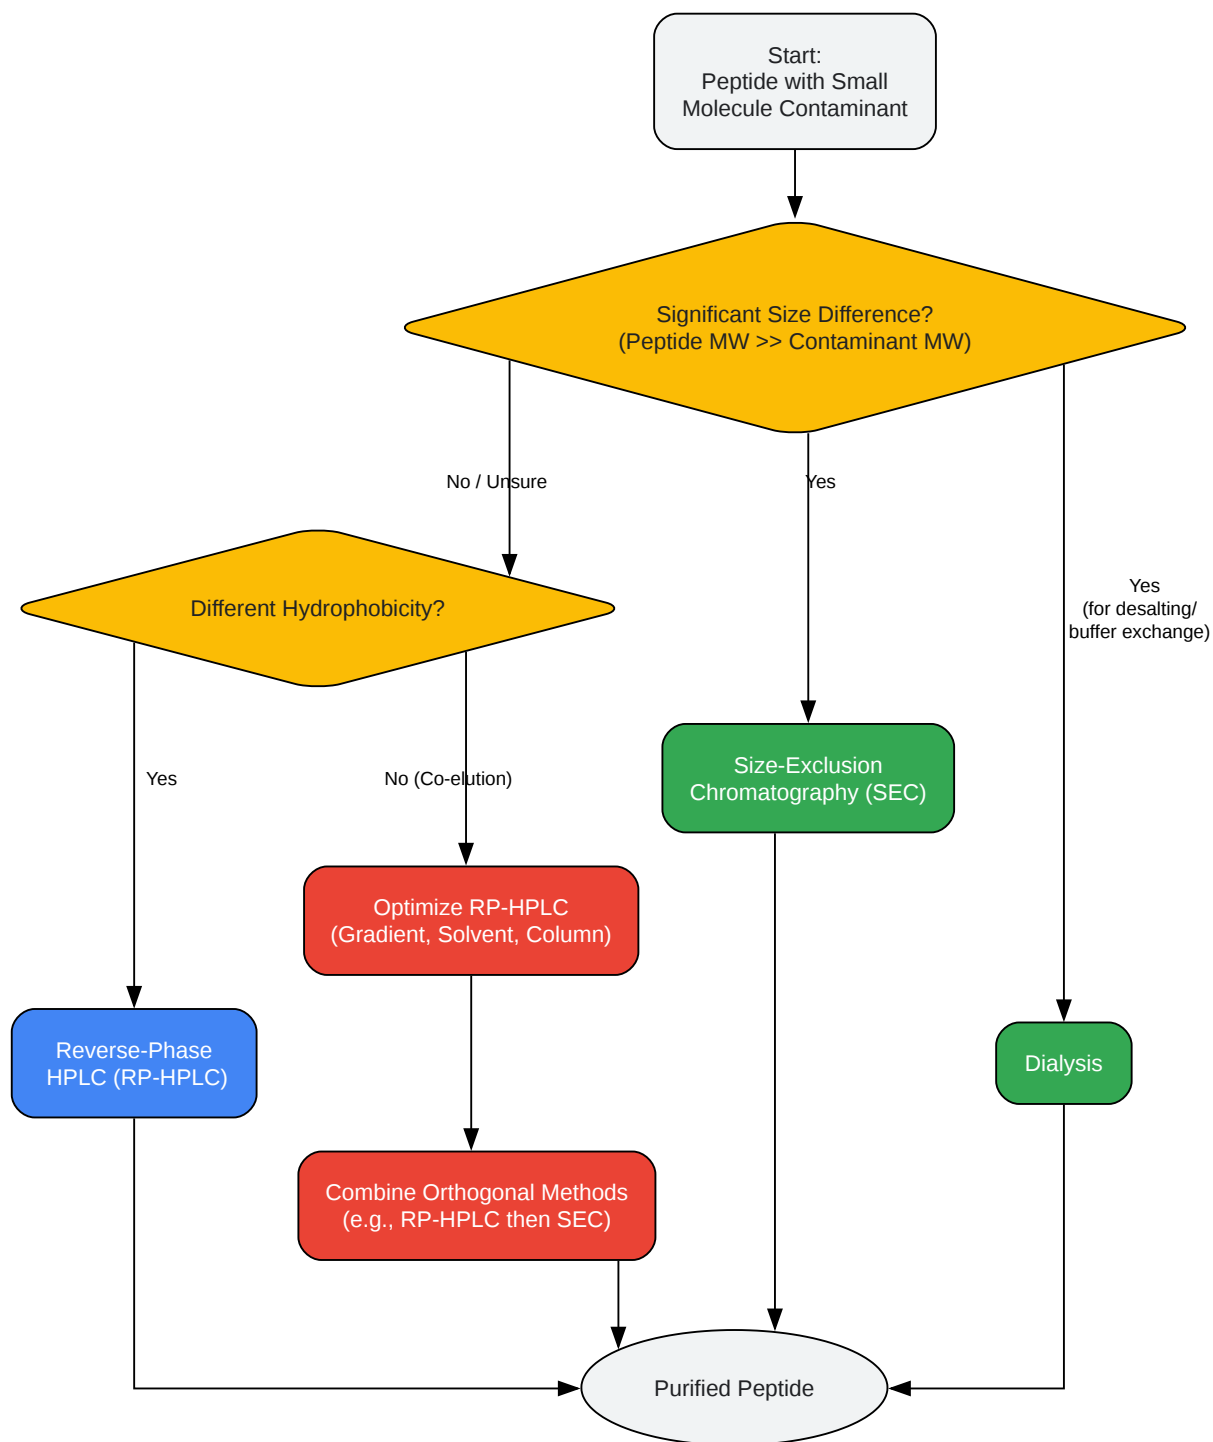 Start:
Peptide with Small
Molecule Contaminant
Significant Size Difference?
(Peptide MW >> Contaminant MW)
No / Unsure
Yes
Yes
(for desalting/
buffer exchange)
Different Hydrophobicity?
Yes
No (Co-elution)
Size-Exclusion
Chromatography (SEC)
Optimize RP-HPLC
(Gradient, Solvent, Column)
Reverse-Phase
HPLC (RP-HPLC)
Dialysis
Combine Orthogonal Methods
(e.g., RP-HPLC then SEC)
Purified Peptide